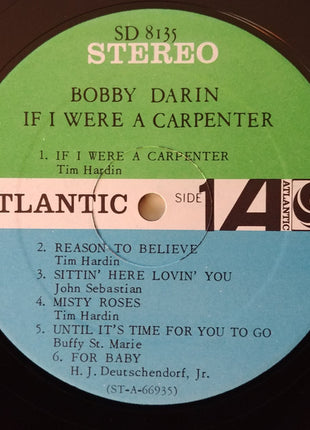 SD 8135
STEREO
BOBBY DARIN
IF I WERE A CARPENTER
1. IF I WERE A CARPENTER
Tim Hardin
TLANTIC SIDE 1 A ATLANTIC
2. REASON TO BELIEVE
Tim Hardin
3. SITTIN' HERE LOVIN' YOU
John Sebastian
4. MISTY ROSES
Tim Hardin
5. UNTIL IT'S TIME FOR YOU TO GO
Buffy St. Marie
6. FOR BABY
H. J. Deutschendorf, Jr.
(ST-A-66935)